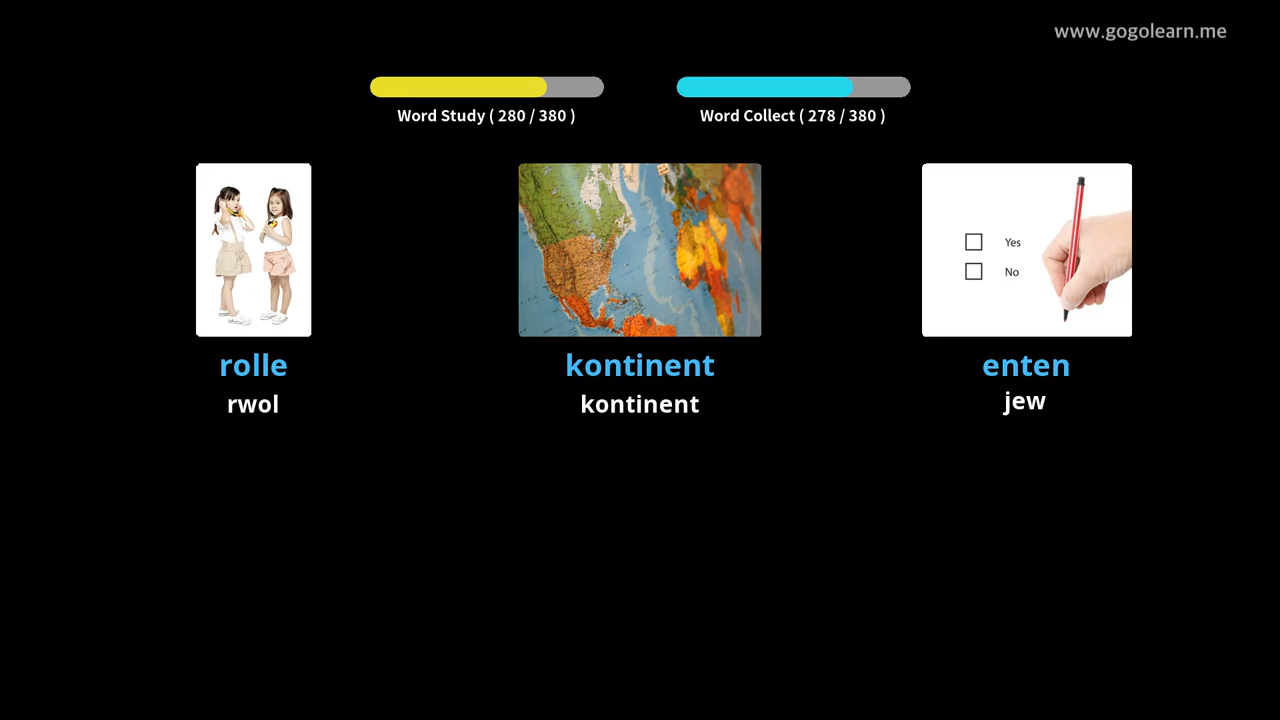 www.gogolearn.me
Word Study ( 280 / 380 )
Word Collect ( 278 / 380 )
Yes
No
rolle
rwol
kontinent
kontinent
enten
jew